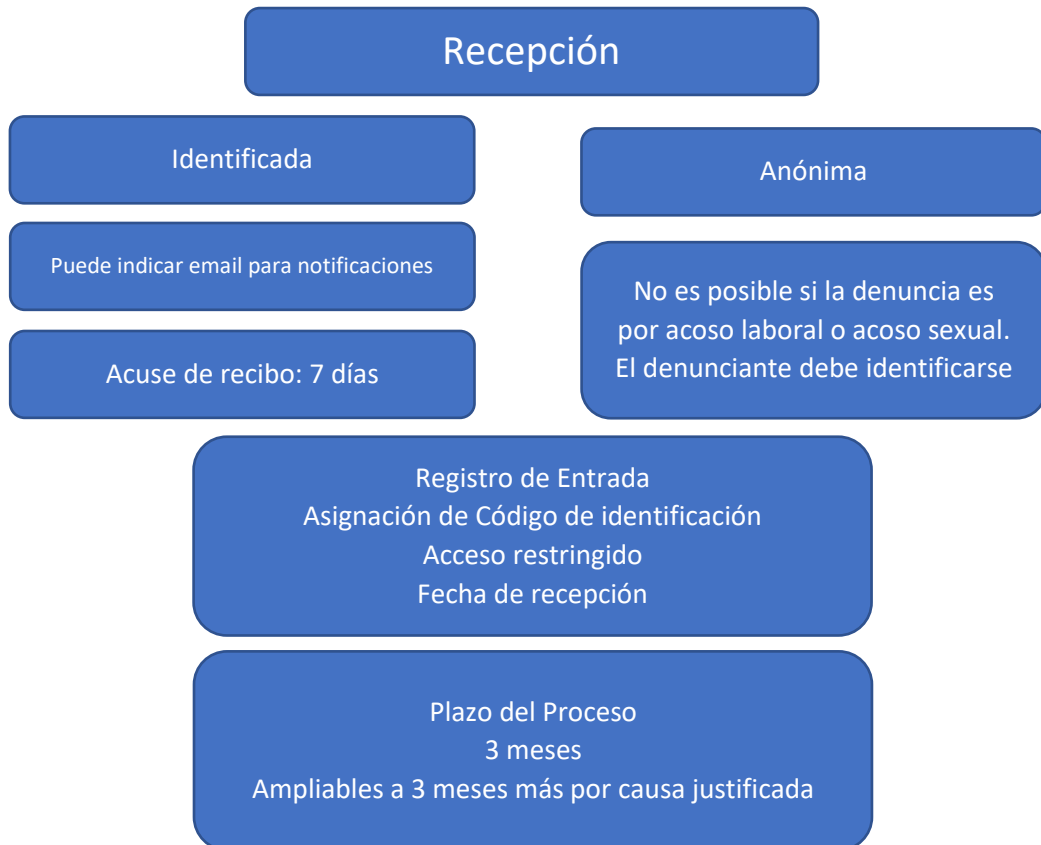 Recepción
Identificada
Puede indicar email para notificaciones
Acuse de recibo: 7 días
Anónima
No es posible si la denuncia es
por acoso laboral o acoso sexual.
El denunciante debe identificarse
Registro de Entrada
Asignación de Código de identificación
Acceso restringido
Fecha de recepción
Plazo del Proceso
3 meses
Ampliables a 3 meses más por causa justificada